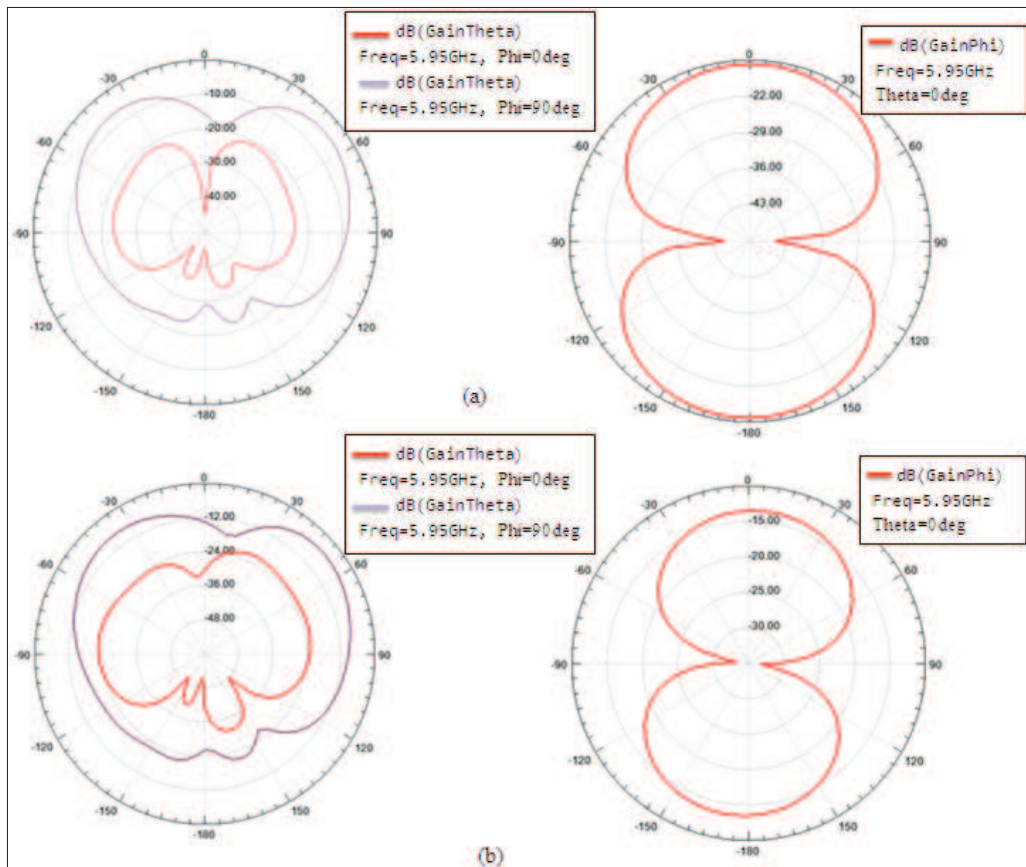 dB(GainTheta)
Freq=5.95GHz, Phi=0deg
dB(GainTheta)
Freq=5.95GHz, Phi=90deg
dB(GainPhi)
Freq=5.95GHz
Theta=0deg
0
-30 30
-10.00
-60 60
-20.00
-30.00
-40.00
-90 90
-120 120
-150 150
-180
0
-30 30
-22.00
-60 60
-29.00
-36.00
-43.00
-90 90
-120 120
-150 150
-180
(a)
dB(GainTheta)
Freq=5.95GHz, Phi=0deg
dB(GainTheta)
Freq=5.95GHz, Phi=90deg
dB(GainPhi)
Freq=5.95GHz
Theta=0deg
0
-30 30
-12.00
-60 60
-24.00
-36.00
-48.00
-90 90
-120 120
-150 150
-180
0
-30 30
-15.00
-60 60
-20.00
-25.00
-30.00
-90 90
-120 120
-150 150
-180
(b)